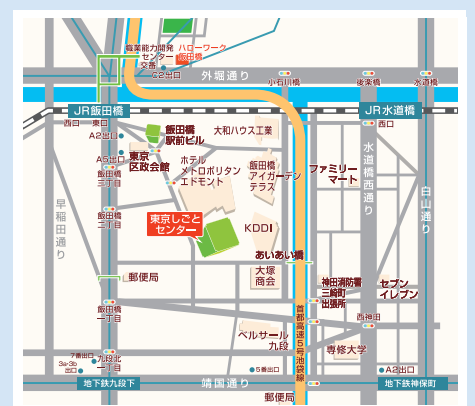 職業能力開発
センター
ハローワーク
飯田橋
交番
C2出口
外堀通り
小石川橋
後楽橋
水道橋
JR飯田橋
JR水道橋
西口
東口
A2出口
飯田橋
駅前ビル
大和ハウス工業
西口
A5出口
東京
区政会館
飯田橋
三丁目
ホテル
メトロポリタン
エドモント
飯田橋
アイガーデン
テラス
ファミリー
マート
水道橋西通り
白山通り
早稲田通り
飯田橋
二丁目
東京しごと
センター
KDDI
あいあい橋
郵便局
大塚
商会
神田消防署
三崎町
出張所
セブン
イレブン
飯田橋
一丁目
首都高速5号池袋線
西神田
ベルサール
九段
専修大学
7番出口
3a・3b
出口
九段北
一丁目
5番出口
A2出口
地下鉄九段下
靖国通り
地下鉄神保町
郵便局